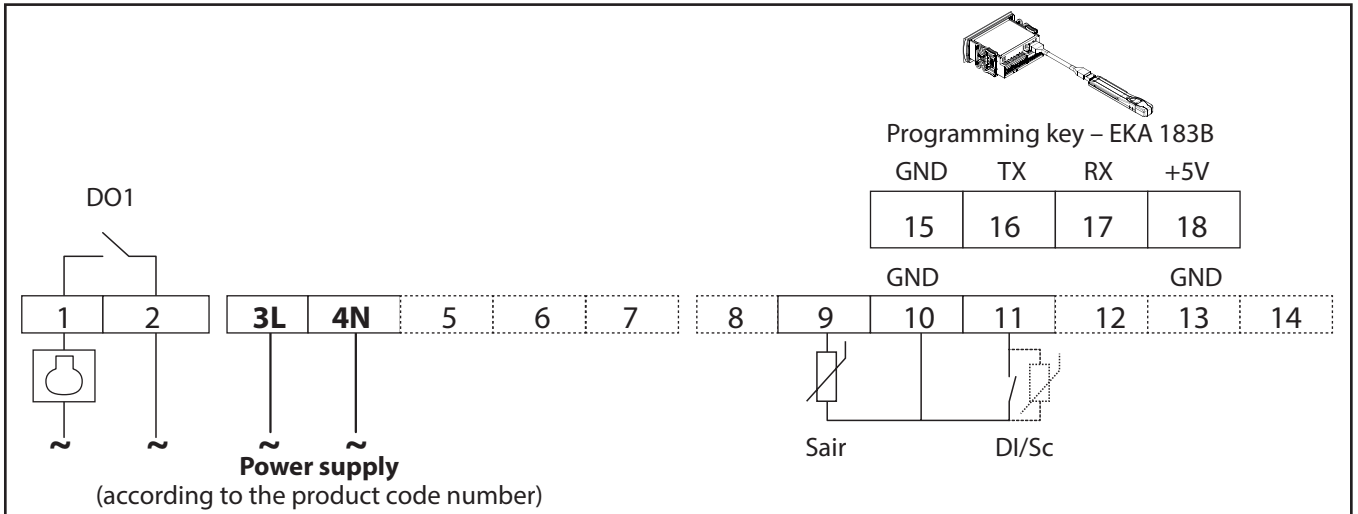 Programming key – EKA 183B
GND TX RX +5V
DO1
15 16 17 18
GND GND
1 2 3L 4N 5 6 7 8 9 10 11 12 13 14
~ ~ ~ ~
Sair DI/Sc
Power supply
(according to the product code number)